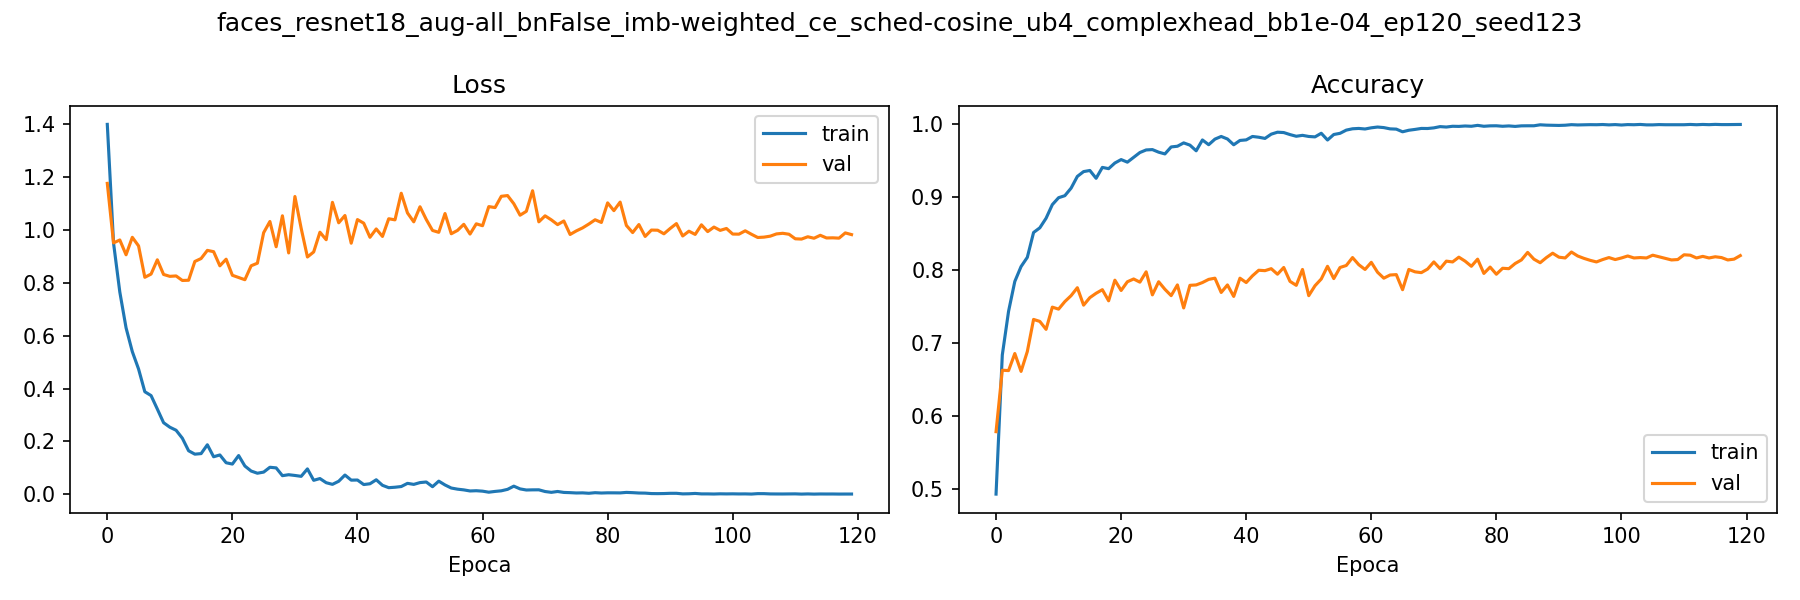 faces_resnet18_aug-all_bnFalse_imb-weighted_ce_sched-cosine_ub4_complexhead_bb1e-04_ep120_seed123
Loss
1.4
1.2
1.0
0.8
0.6
0.4
0.2
0.0
train
val
0 20 40 60 80 100 120
Epoca
Accuracy
1.0
0.9
0.8
0.7
0.6
0.5
train
val
0 20 40 60 80 100 120
Epoca